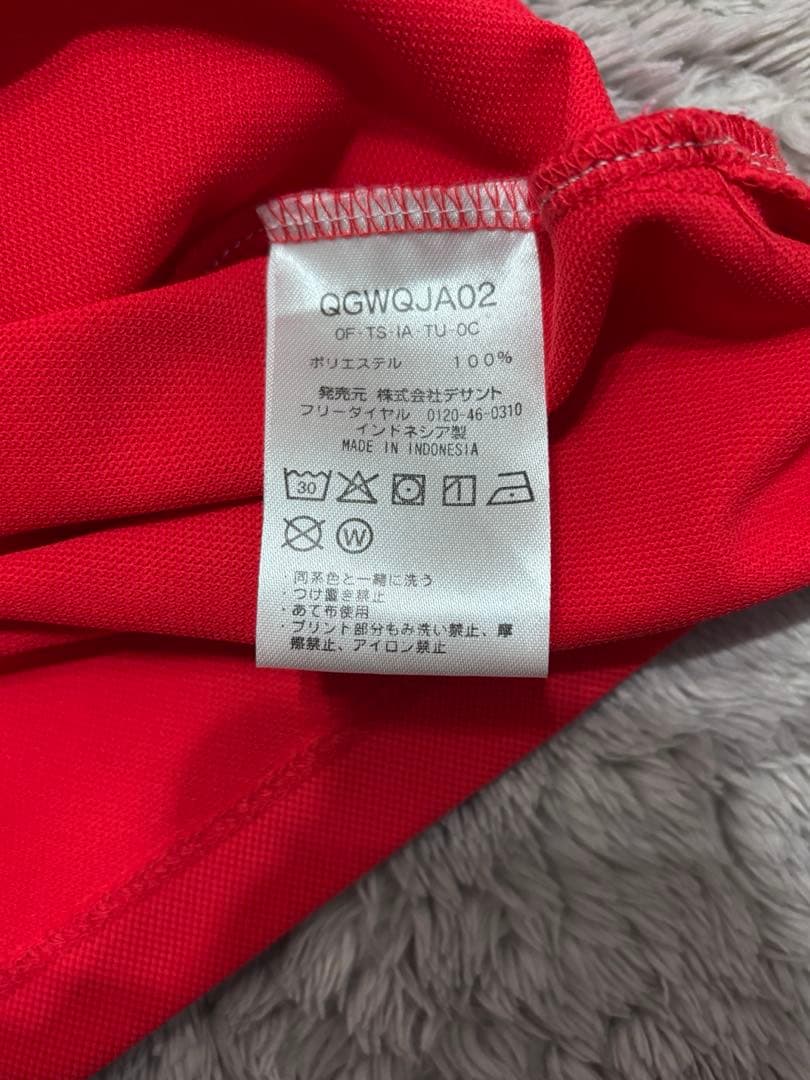 QGWQJA02
OF-TS-IA-TU-OC
ポリエステル 100%
発売元 株式会社デサント
フリーダイヤル 0120-46-0310
インドネシア製
MADE IN INDONESIA
30
W
・同系色と一緒に洗う
・つけ置き禁止
・あて布使用
・プリント部分もみ洗い禁止、摩
擦禁止、アイロン禁止